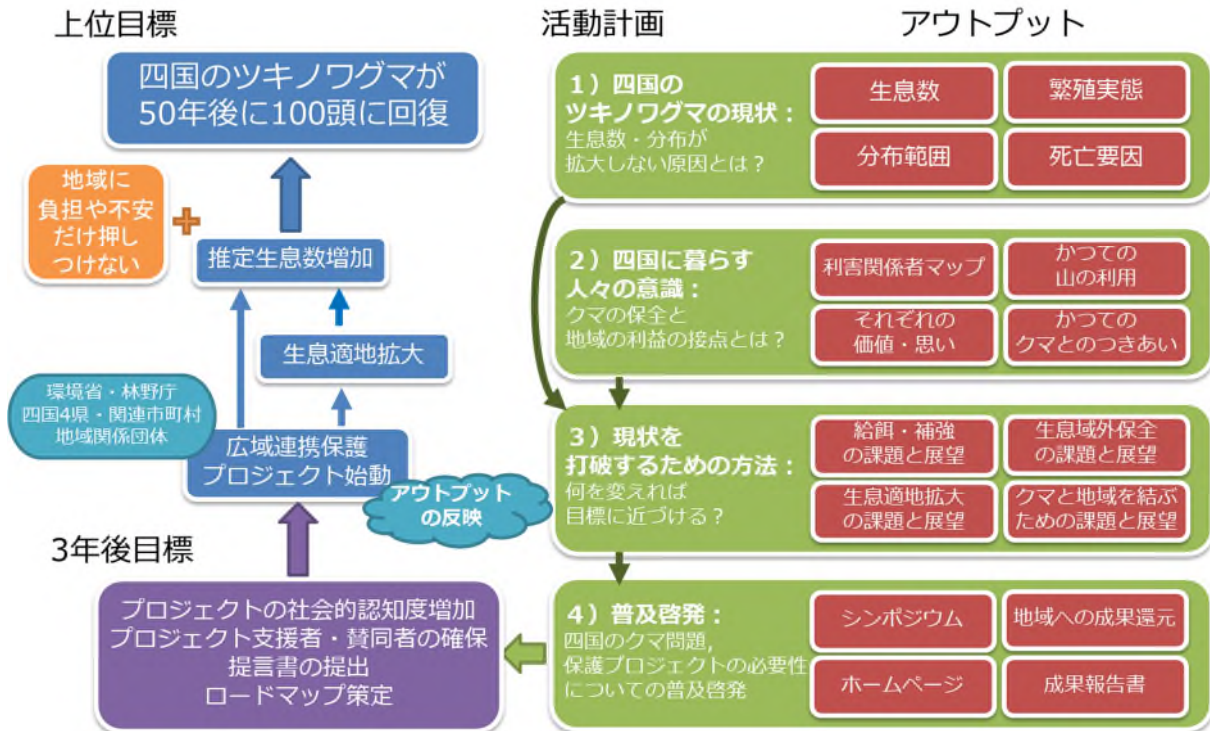 上位目標
四国のツキノワグマが
50年後に100頭に回復
地域に
負担や不安
だけ押し
つけない
推定生息数増加
生息適地拡大
環境省・林野庁
四国4県・関連市町村
地域関係団体
広域連携保護
プロジェクト始動
アウトプット
の反映
3年後目標
プロジェクトの社会的認知度増加
プロジェクト支援者・賛同者の確保
提言書の提出
ロードマップ策定
活動計画
アウトプット
1）四国の
ツキノワグマの現状：
生息数・分布が
拡大しない原因とは？
生息数
繁殖実態
分布範囲
死亡要因
2）四国に暮らす
人々の意識：
クマの保全と
地域の利益の接点とは？
利害関係者マップ
かつての
山の利用
それぞれの
価値・思い
かつての
クマとのつきあい
3）現状を
打破するための方法：
何を変えれば
目標に近づける？
給餌・補強
の課題と展望
生息域外保全
の課題と展望
生息適地拡大
の課題と展望
クマと地域を結ぶ
ための課題と展望
4）普及啓発：
四国のクマ問題，
保護プロジェクトの必要性
についての普及啓発
シンポジウム
地域への成果還元
ホームページ
成果報告書